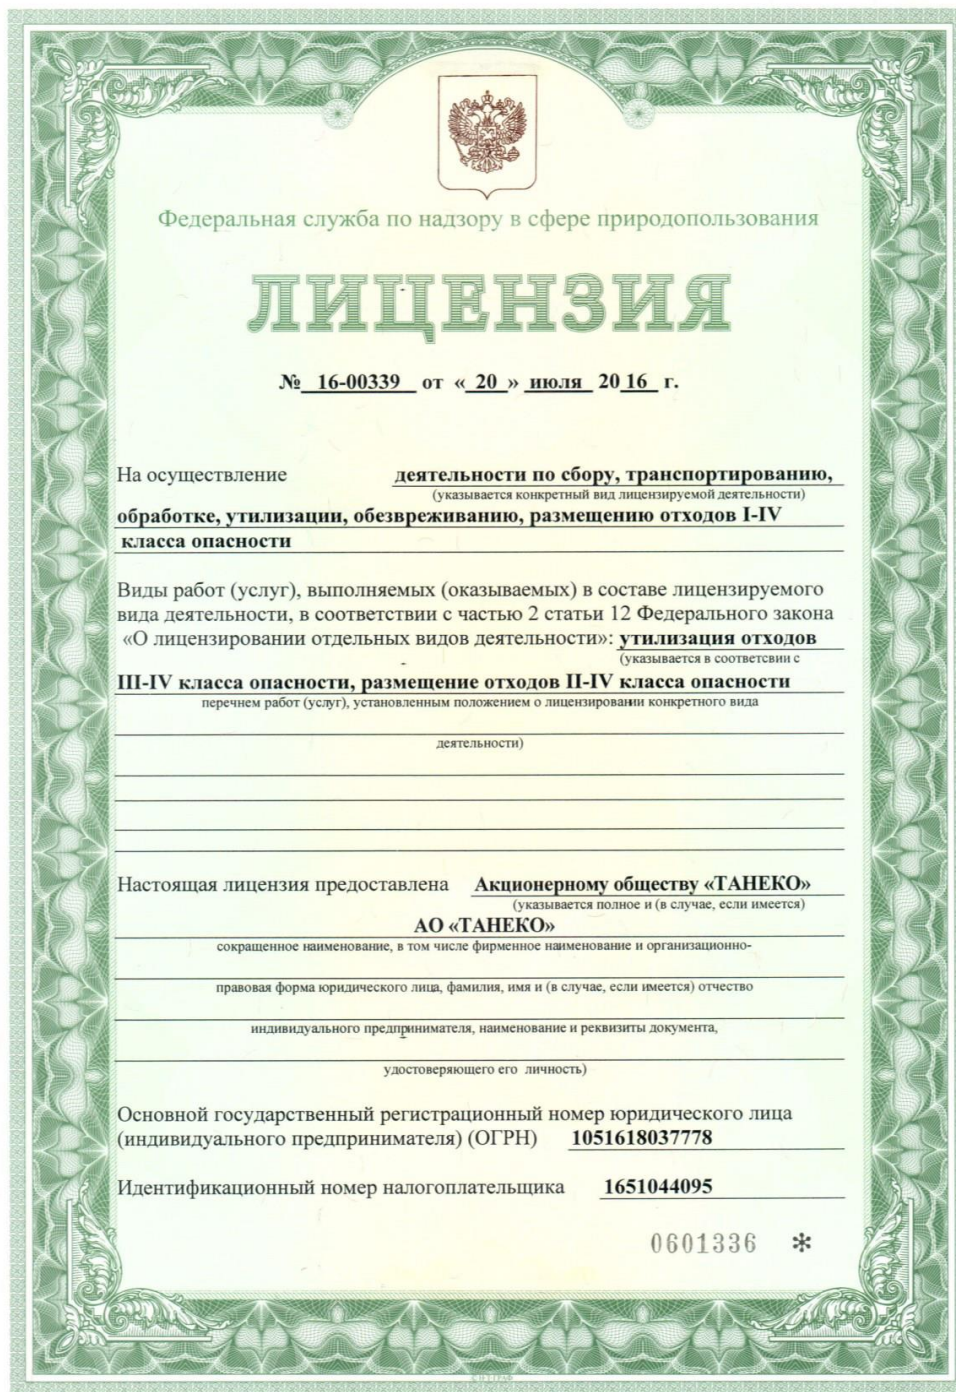 Федеральная служба по надзору в сфере природопользования
ЛИЦЕНЗИЯ
№ 16-00339 от « 20 » июля 20 16 г.
На осуществление деятельности по сбору, транспортированию,
(указывается конкретный вид лицензируемой деятельности)
обработке, утилизации, обезвреживанию, размещению отходов I-IV
класса опасности
Виды работ (услуг), выполняемых (оказываемых) в составе лицензируемого
вида деятельности, в соответствии с частью 2 статьи 12 Федерального закона
«О лицензировании отдельных видов деятельности»: утилизация отходов
(указывается в соответсвии с
III-IV класса опасности, размещение отходов II-IV класса опасности
перечнем работ (услуг), установленным положением о лицензировании конкретного вида
деятельности)
Настоящая лицензия предоставлена Акционерному обществу «ТАНЕКО»
(указывается полное и (в случае, если имеется)
АО «ТАНЕКО»
сокращенное наименование, в том числе фирменное наименование и организационно-
правовая форма юридического лица, фамилия, имя и (в случае, если имеется) отчество
индивидуального предпринимателя, наименование и реквизиты документа,
удостоверяющего его личность)
Основной государственный регистрационный номер юридического лица
(индивидуального предпринимателя) (ОГРН) 1051618037778
Идентификационный номер налогоплательщика 1651044095
0601336 *